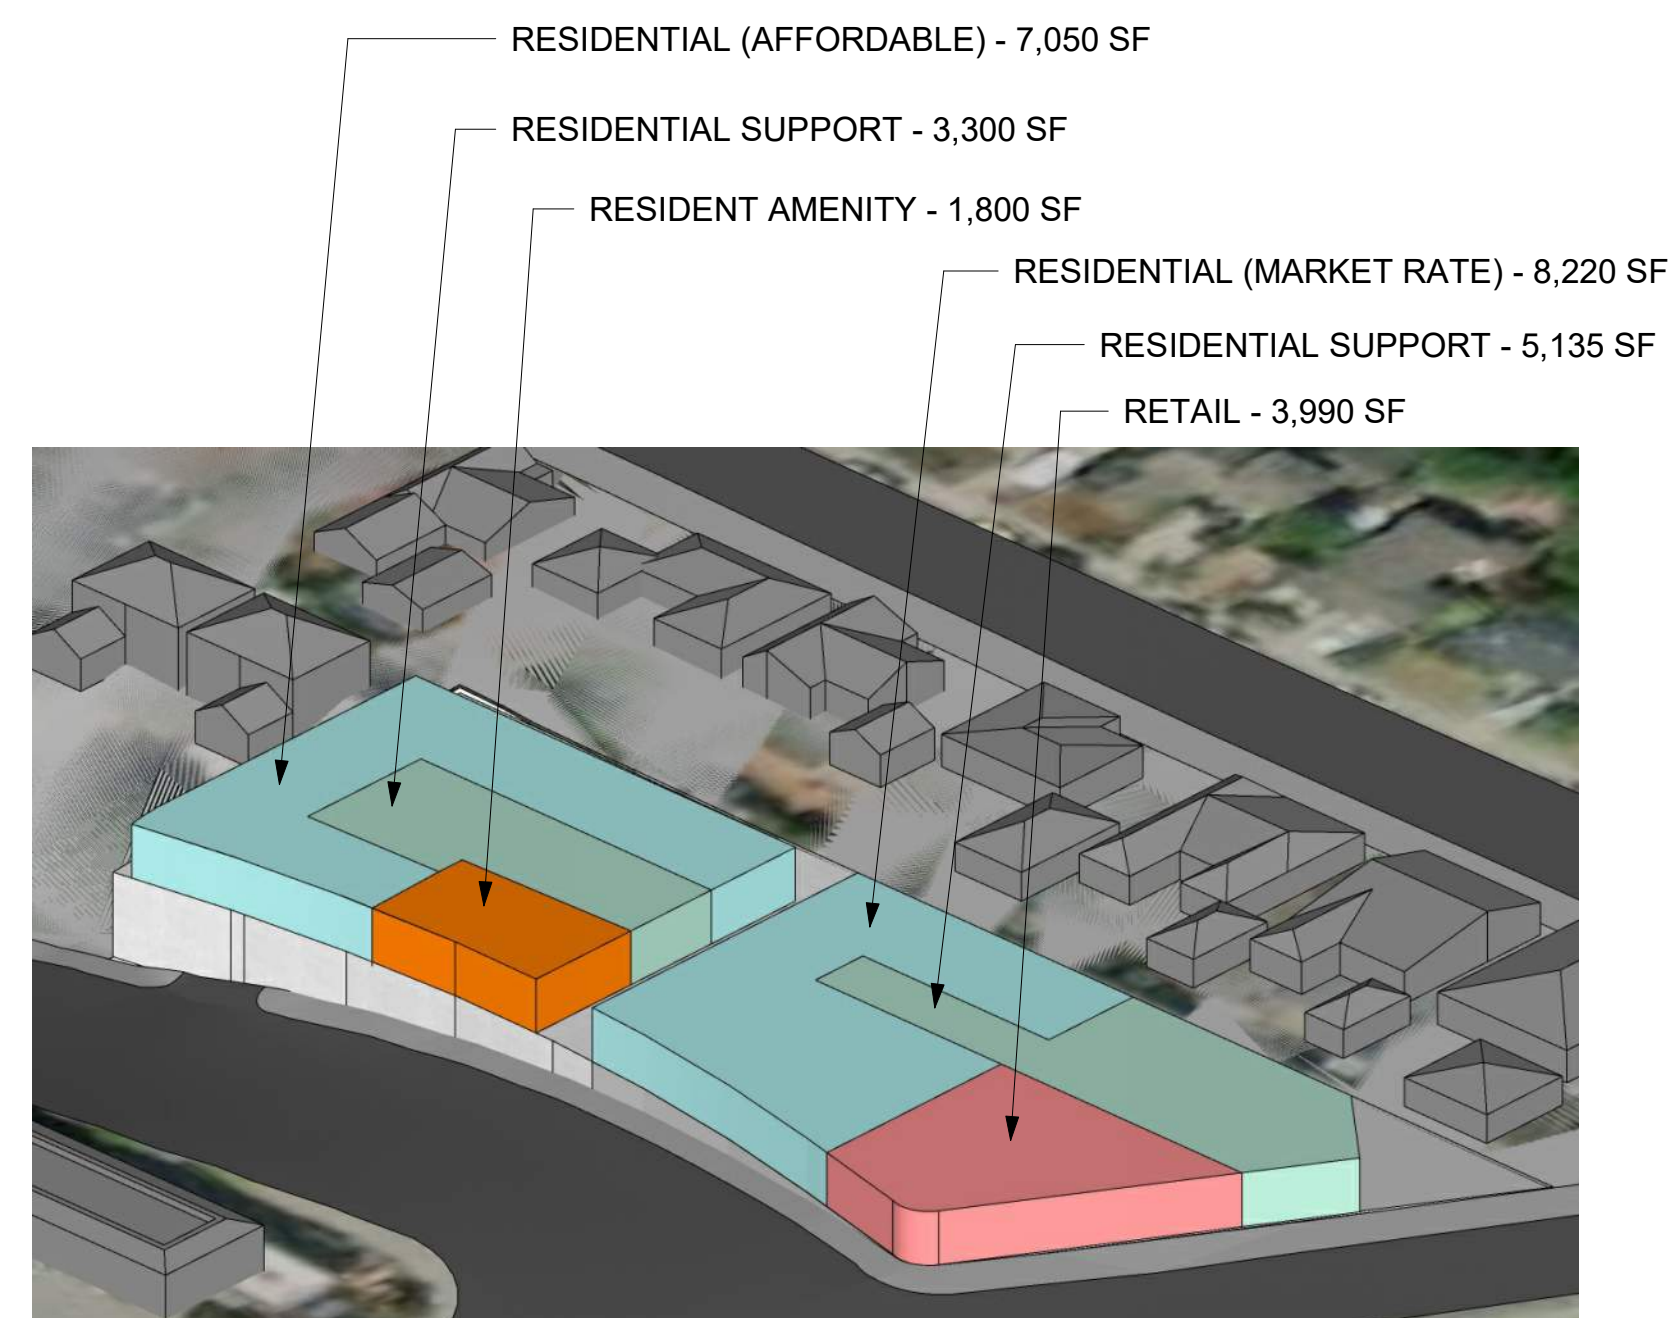 RESIDENTIAL (AFFORDABLE) - 7,050 SF
RESIDENTIAL SUPPORT - 3,300 SF
RESIDENT AMENITY - 1,800 SF
RESIDENTIAL (MARKET RATE) - 8,220 SF
RESIDENTIAL SUPPORT - 5,135 SF
RETAIL - 3,990 SF